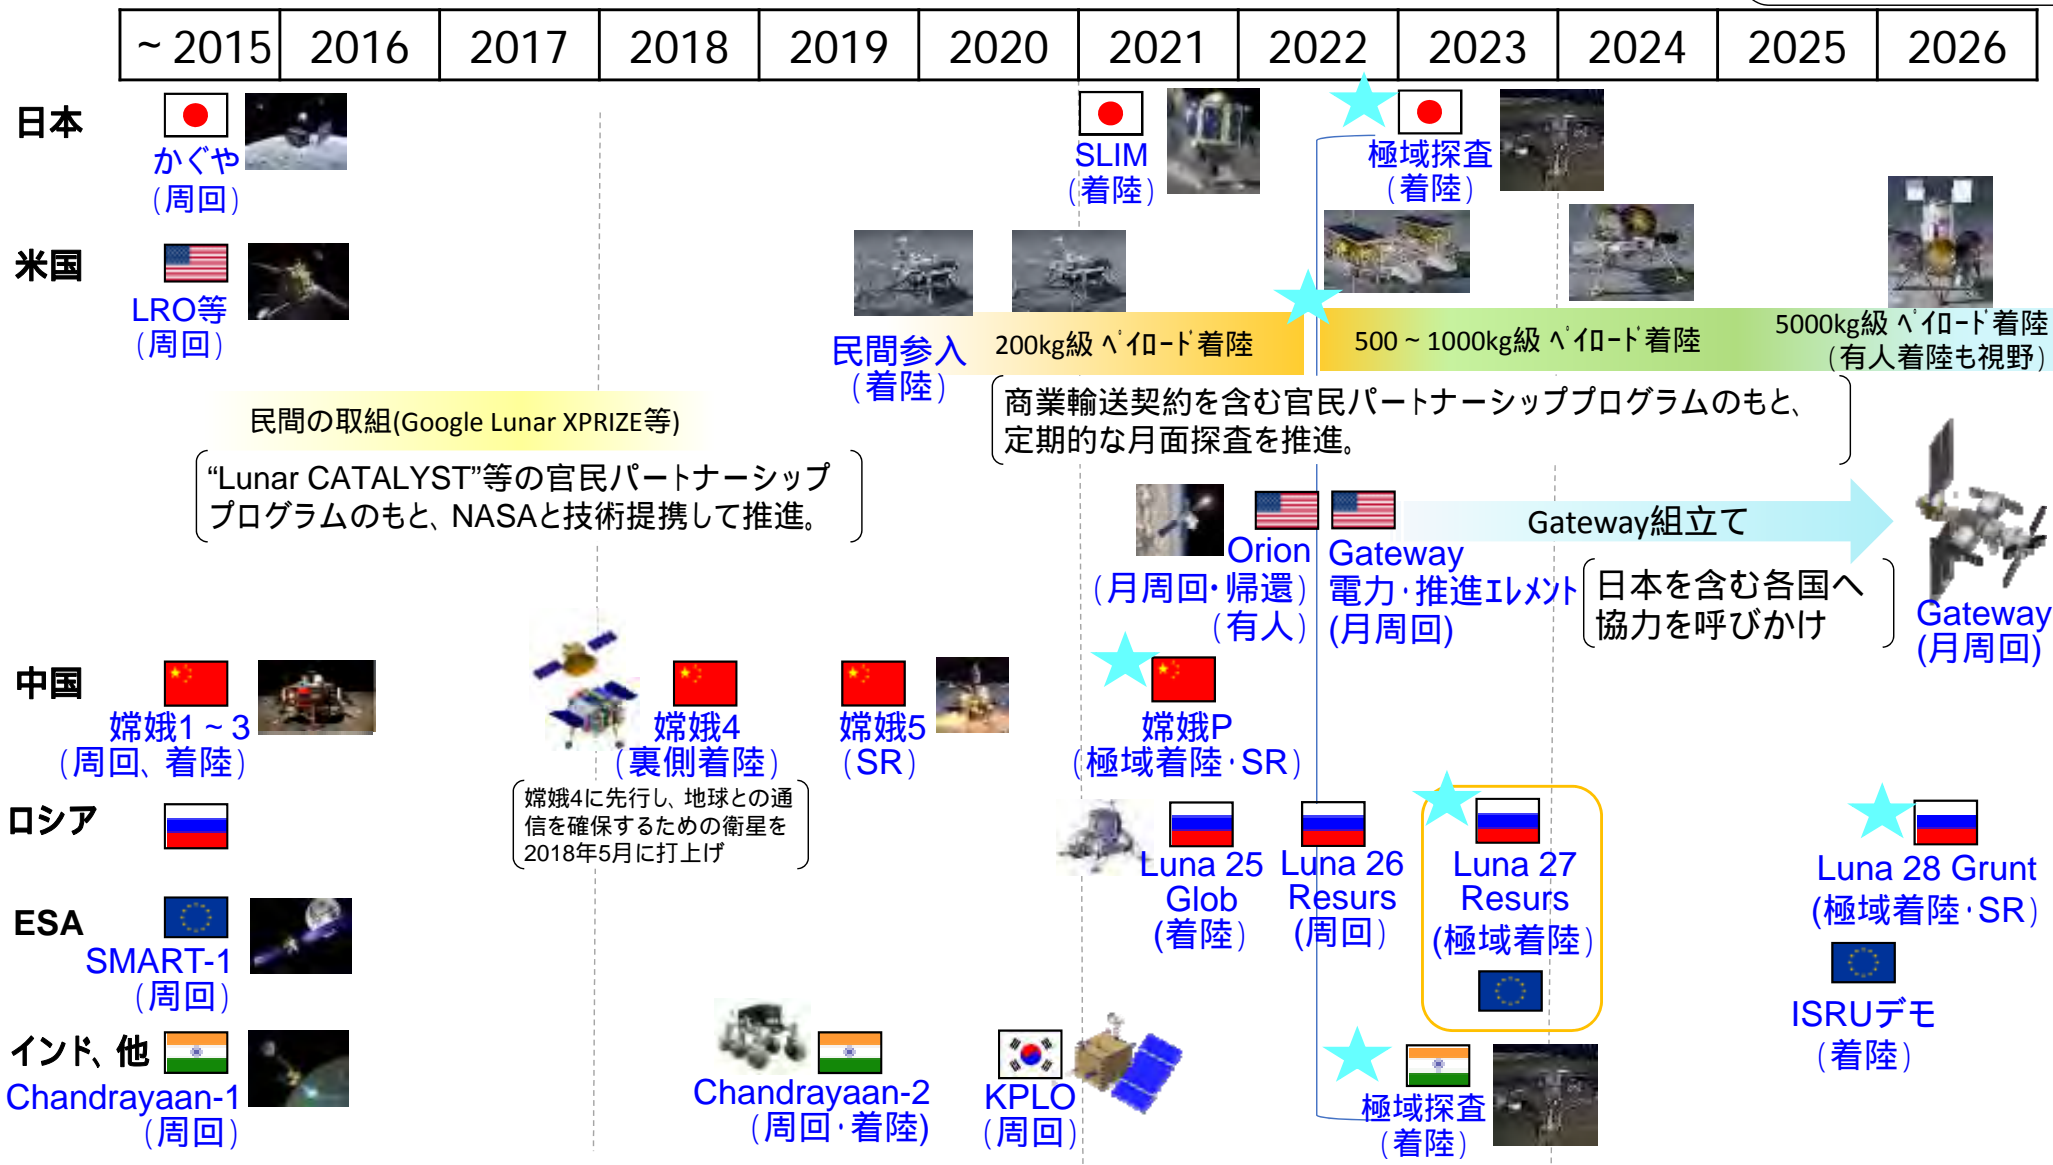 ~ 2015 2016 2017 2018 2019 2020 2021 2022 2023 2024 2025 2026
日本
かぐや
(周回)
SLIM
(着陸)
極域探査
(着陸)
米国
LRO等
(周回)
民間参入
(着陸)
200kg級 ﾍﾟｲﾛｰﾄﾞ着陸
500 ~ 1000kg級 ﾍﾟｲﾛｰﾄﾞ着陸
5000kg級 ﾍﾟｲﾛｰﾄﾞ着陸
(有人着陸も視野)
商業輸送契約を含む官民パートナーシッププログラムのもと、
定期的な月面探査を推進。
民間の取組(Google Lunar XPRIZE等)
“Lunar CATALYST”等の官民パートナーシップ
プログラムのもと、NASAと技術提携して推進。
Orion
(月周回・帰還)
(有人)
Gateway
電力・推進ｴﾚﾒﾝﾄ
(月周回)
Gateway組立て
日本を含む各国へ
協力を呼びかけ
Gateway
(月周回)
中国
嫦娥1 ~ 3
(周回、着陸)
嫦娥4
(裏側着陸)
嫦娥5
(SR)
嫦娥P
(極域着陸・SR)
嫦娥4に先行し、地球との通
信を確保するための衛星を
2018年5月に打上げ
ロシア
Luna 25
Glob
(着陸)
Luna 26
Resurs
(周回)
Luna 27
Resurs
(極域着陸)
Luna 28 Grunt
(極域着陸・SR)
ESA
SMART-1
(周回)
ISRUデモ
(着陸)
インド、他
Chandrayaan-1
(周回)
Chandrayaan-2
(周回・着陸)
KPLO
(周回)
極域探査
(着陸)